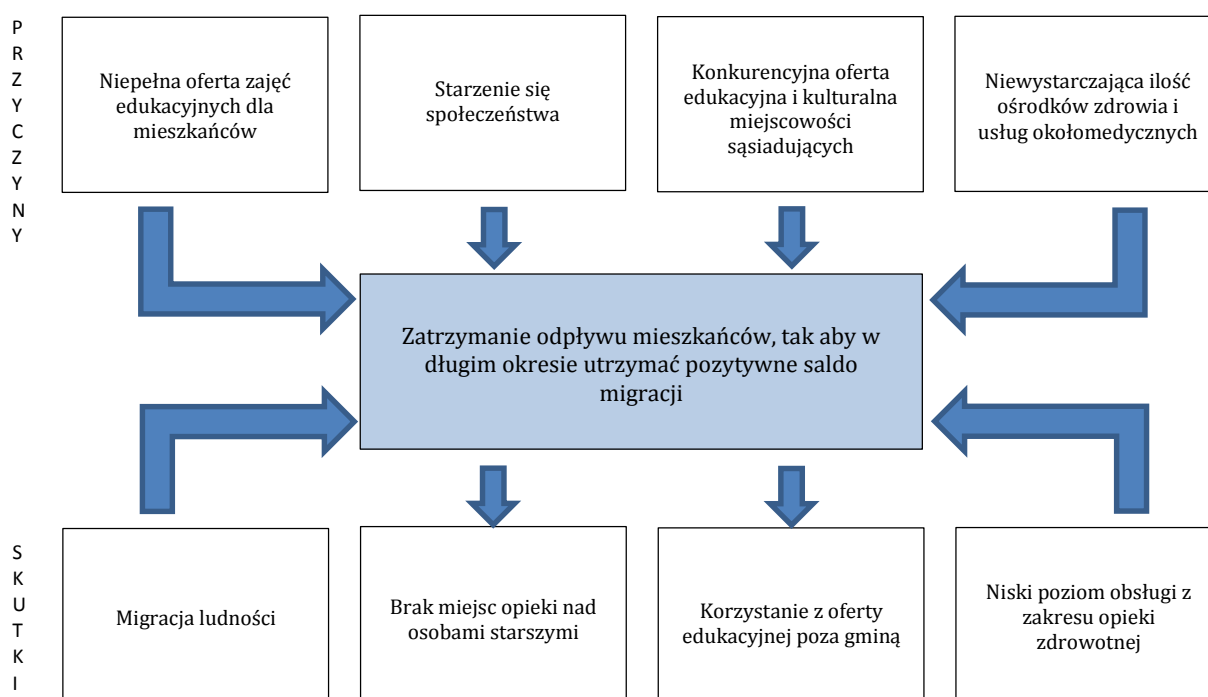 PRZYCZYNY
Niepełna oferta zajęć
edukacyjnych dla
mieszkańców
Starzenie się
społeczeństwa
Konkurencyjna oferta
edukacyjna i kulturalna
miejscowości
sąsiadujących
Niewystarczająca ilość
ośrodków zdrowia i
usług okołomedycznych
Zatrzymanie odpływu mieszkańców, tak aby w
długim okresie utrzymać pozytywne saldo
migracji
SKUTKI
Migracja ludności
Brak miejsc opieki nad
osobami starszymi
Korzystanie z oferty
edukacyjnej poza gminą
Niski poziom obsługi z
zakresu opieki
zdrowotnej